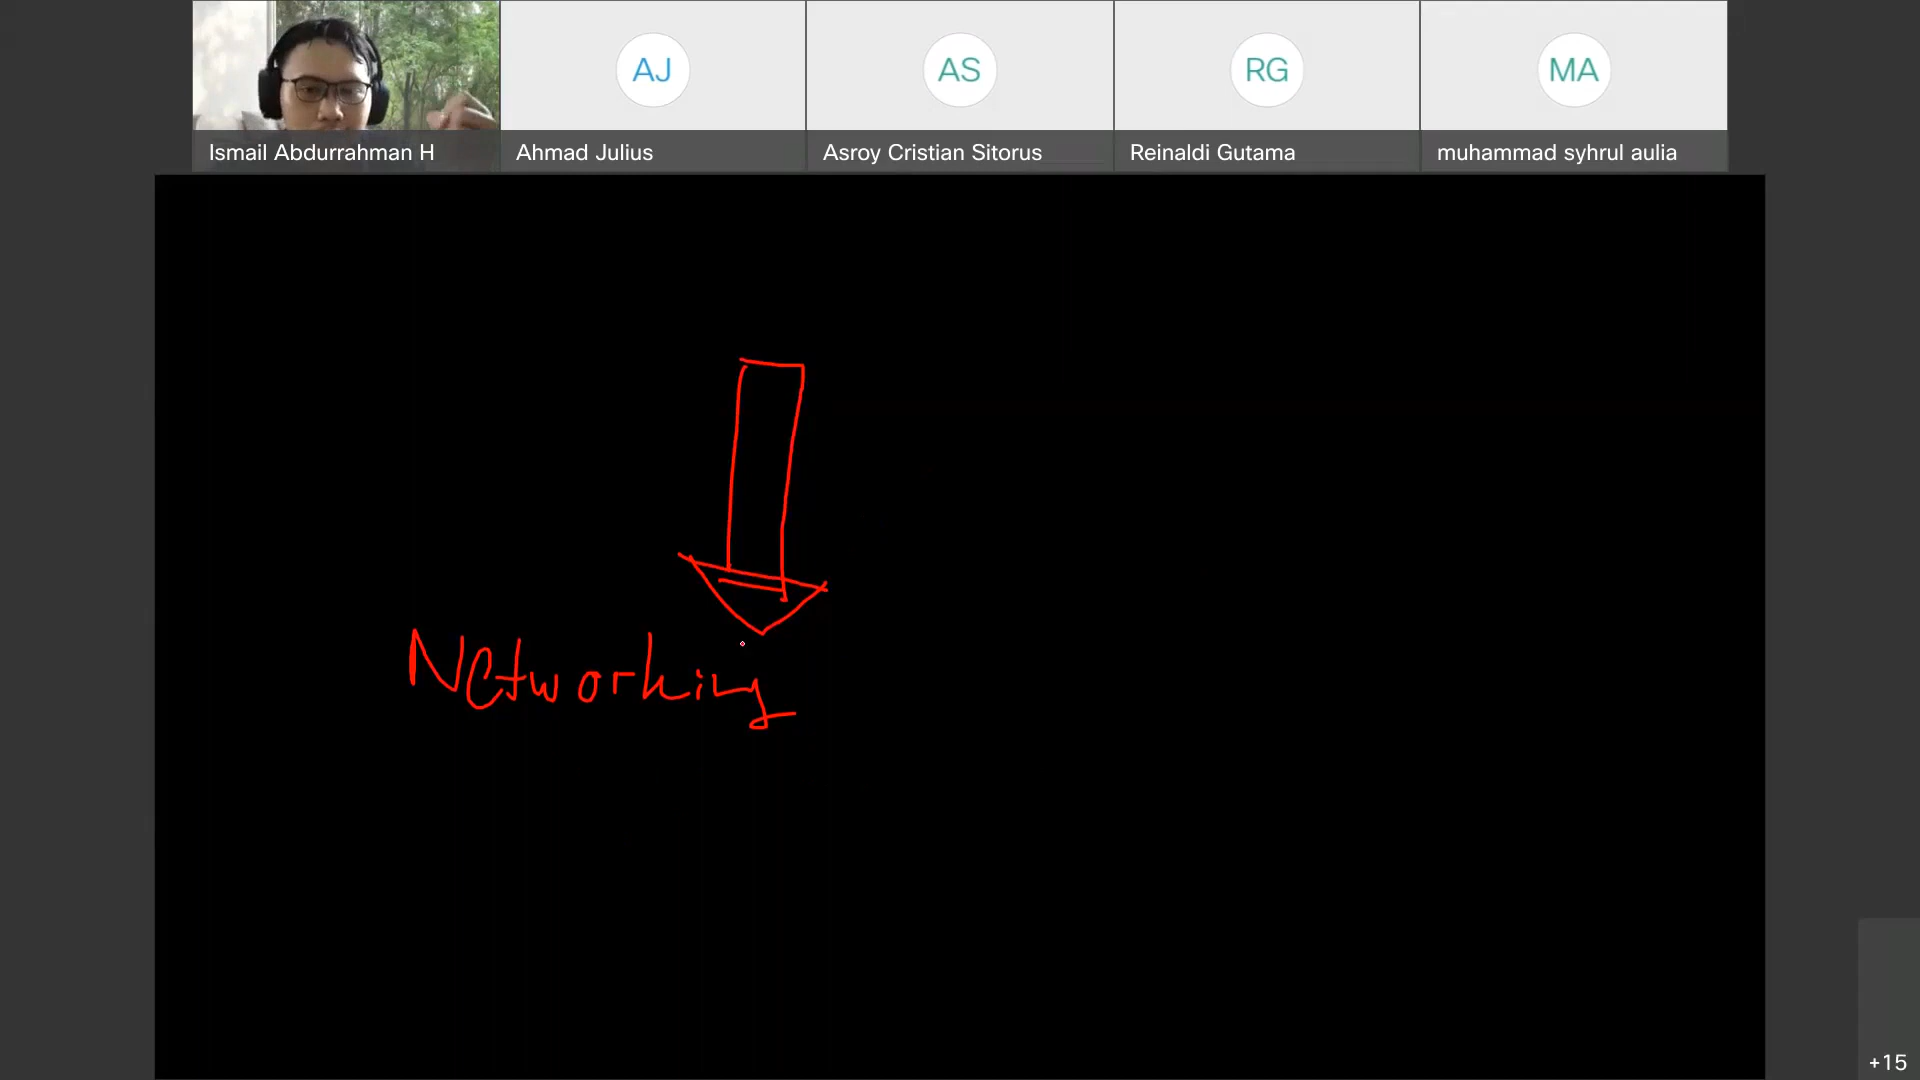 AJ
AS
RG
MA
Ismail Abdurrahman H
Ahmad Julius
Asroy Cristian Sitorus
Reinaldi Gutama
muhammad syhrul aulia
Networking
+15